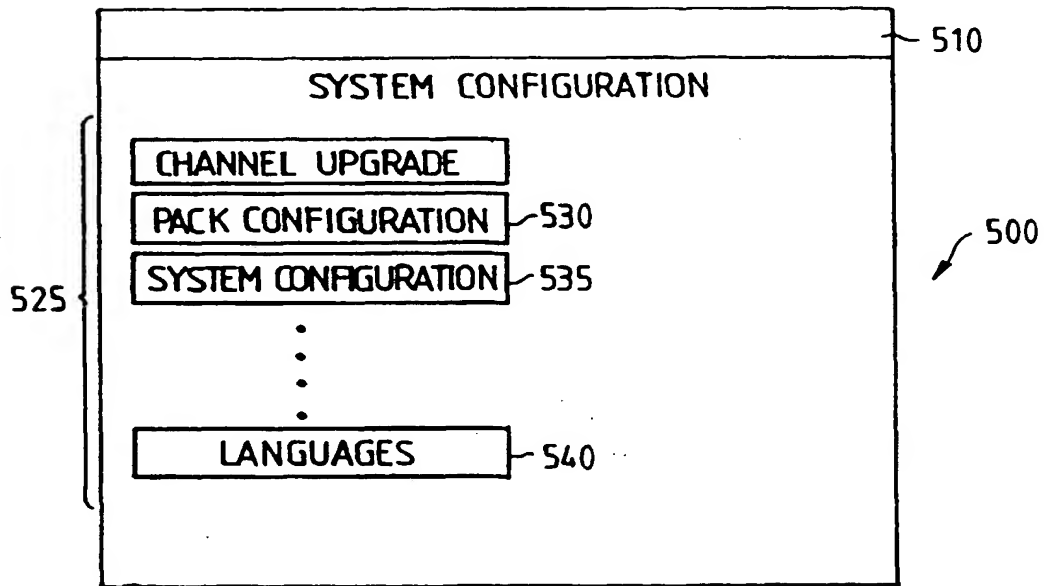 510
SYSTEM CONFIGURATION
CHANNEL UPGRADE
PACK CONFIGURATION 530
500
SYSTEM CONFIGURATION 535
525
LANGUAGES 540